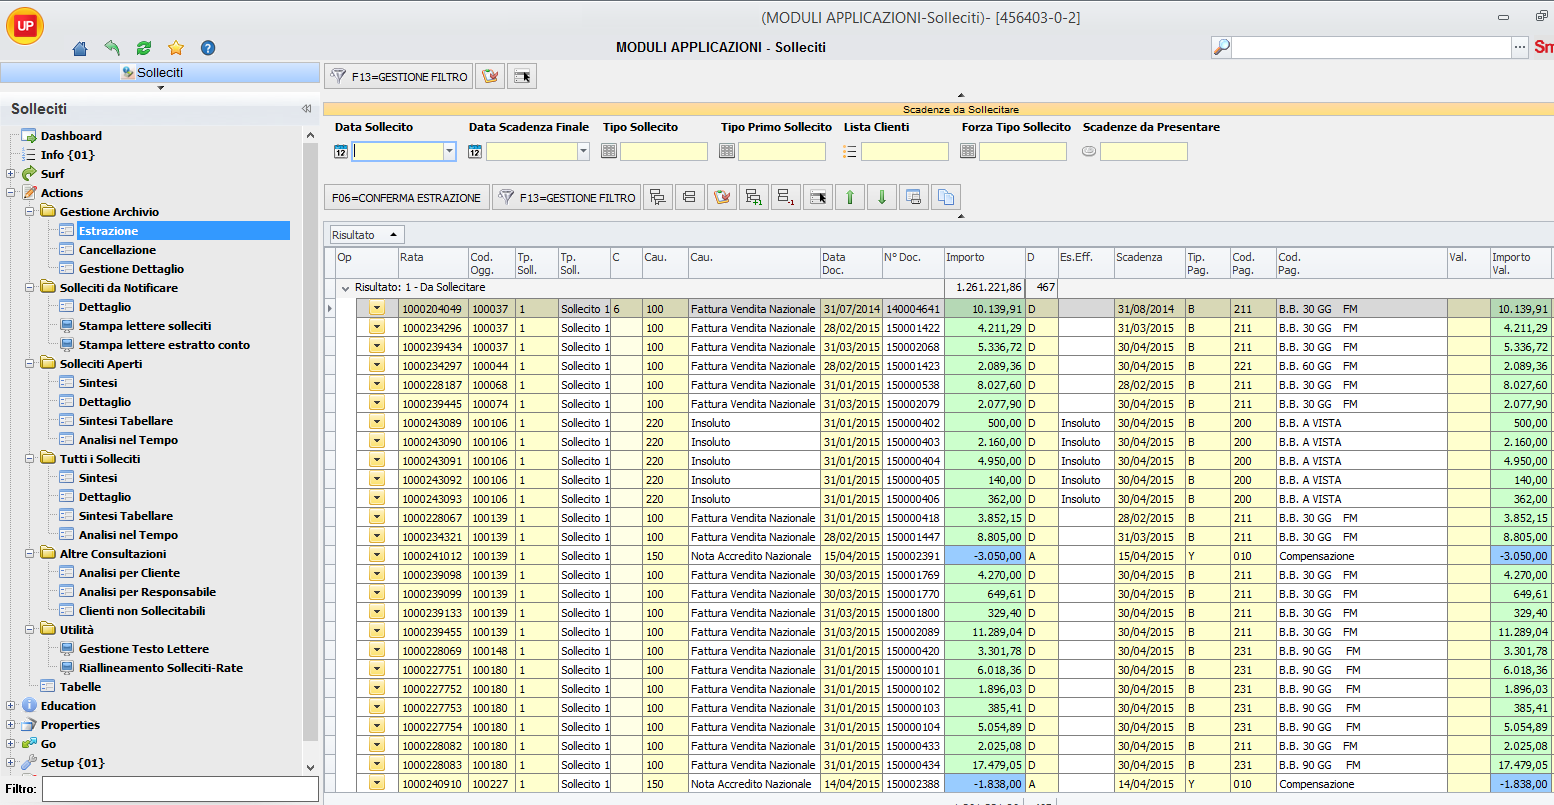 (MODULI APPLICAZIONI-Solleciti)- [456403-0-2]
UP
MODULI APPLICAZIONI - Solleciti
Solleciti
F13=GESTIONE FILTRO
Solleciti
Dashboard
Info {01}
Surf
Actions
Gestione Archivio
Estrazione
Cancellazione
Gestione Dettaglio
Solleciti da Notificare
Dettaglio
Stampa lettere solleciti
Stampa lettere estratto conto
Solleciti Aperti
Sintesi
Dettaglio
Sintesi Tabellare
Analisi nel Tempo
Tutti i Solleciti
Sintesi
Dettaglio
Sintesi Tabellare
Analisi nel Tempo
Altre Consultazioni
Analisi per Cliente
Analisi per Responsabile
Clienti non Sollecitabili
Utilità
Gestione Testo Lettere
Riallineamento Solleciti-Rate
Tabelle
Education
Properties
Go
Setup {01}
Filtro:
Scadenze da Sollecitare
Data Sollecito Data Scadenza Finale Tipo Sollecito Tipo Primo Sollecito Lista Clienti Forza Tipo Sollecito Scadenze da Presentare
F06=CONFERMA ESTRAZIONE F13=GESTIONE FILTRO
Risultato
Op Rata Cod. Ogg. Tp. Soll. Tp. Soll. C Cau. Cau. Data Doc. N° Doc. Importo D Es.Eff. Scadenza Tip. Pag. Cod. Pag. Cod. Pag. Val. Importo Val.
Risultato: 1 - Da Sollecitare 1.261.221,86 467
1000204049 100037 1 Sollecito 1 6 100 Fattura Vendita Nazionale 31/07/2014 140004641 10.139,91 D 31/08/2014 B 211 B.B. 30 GG FM 10.139,91
1000234296 100037 1 Sollecito 1 100 Fattura Vendita Nazionale 28/02/2015 150001422 4.211,29 D 31/03/2015 B 211 B.B. 30 GG FM 4.211,29
1000239434 100037 1 Sollecito 1 100 Fattura Vendita Nazionale 31/03/2015 150002068 5.336,72 D 30/04/2015 B 211 B.B. 30 GG FM 5.336,72
1000234297 100044 1 Sollecito 1 100 Fattura Vendita Nazionale 28/02/2015 150001423 2.089,36 D 30/04/2015 B 221 B.B. 60 GG FM 2.089,36
1000228187 100068 1 Sollecito 1 100 Fattura Vendita Nazionale 31/01/2015 150000538 8.027,60 D 28/02/2015 B 211 B.B. 30 GG FM 8.027,60
1000239445 100074 1 Sollecito 1 100 Fattura Vendita Nazionale 31/03/2015 150002079 2.077,90 D 30/04/2015 B 211 B.B. 30 GG FM 2.077,90
1000243089 100106 1 Sollecito 1 220 Insoluto 31/01/2015 150000402 500,00 D Insoluto 30/04/2015 B 200 B.B. A VISTA 500,00
1000243090 100106 1 Sollecito 1 220 Insoluto 31/01/2015 150000403 2.160,00 D Insoluto 30/04/2015 B 200 B.B. A VISTA 2.160,00
1000243091 100106 1 Sollecito 1 220 Insoluto 31/01/2015 150000404 4.950,00 D Insoluto 30/04/2015 B 200 B.B. A VISTA 4.950,00
1000243092 100106 1 Sollecito 1 220 Insoluto 31/01/2015 150000405 140,00 D Insoluto 30/04/2015 B 200 B.B. A VISTA 140,00
1000243093 100106 1 Sollecito 1 220 Insoluto 31/01/2015 150000406 362,00 D Insoluto 30/04/2015 B 200 B.B. A VISTA 362,00
1000228067 100139 1 Sollecito 1 100 Fattura Vendita Nazionale 31/01/2015 150000418 3.852,15 D 28/02/2015 B 211 B.B. 30 GG FM 3.852,15
1000234321 100139 1 Sollecito 1 100 Fattura Vendita Nazionale 28/02/2015 150001447 8.805,00 D 31/03/2015 B 211 B.B. 30 GG FM 8.805,00
1000241012 100139 1 Sollecito 1 150 Nota Accredito Nazionale 15/04/2015 150002391 -3.050,00 A 15/04/2015 Y 010 Compensazione -3.050,00
1000239098 100139 1 Sollecito 1 100 Fattura Vendita Nazionale 30/03/2015 150001769 4.270,00 D 30/04/2015 B 211 B.B. 30 GG FM 4.270,00
1000239099 100139 1 Sollecito 1 100 Fattura Vendita Nazionale 30/03/2015 150001770 649,61 D 30/04/2015 B 211 B.B. 30 GG FM 649,61
1000239133 100139 1 Sollecito 1 100 Fattura Vendita Nazionale 31/03/2015 150001800 329,40 D 30/04/2015 B 211 B.B. 30 GG FM 329,40
1000239455 100139 1 Sollecito 1 100 Fattura Vendita Nazionale 31/03/2015 150002089 11.289,04 D 30/04/2015 B 211 B.B. 30 GG FM 11.289,04
1000228069 100148 1 Sollecito 1 100 Fattura Vendita Nazionale 31/01/2015 150000420 3.301,78 D 30/04/2015 B 231 B.B. 90 GG FM 3.301,78
1000227751 100180 1 Sollecito 1 100 Fattura Vendita Nazionale 31/01/2015 150000101 6.018,36 D 30/04/2015 B 231 B.B. 90 GG FM 6.018,36
1000227752 100180 1 Sollecito 1 100 Fattura Vendita Nazionale 31/01/2015 150000102 1.896,03 D 30/04/2015 B 231 B.B. 90 GG FM 1.896,03
1000227753 100180 1 Sollecito 1 100 Fattura Vendita Nazionale 31/01/2015 150000103 385,41 D 30/04/2015 B 231 B.B. 90 GG FM 385,41
1000227754 100180 1 Sollecito 1 100 Fattura Vendita Nazionale 31/01/2015 150000104 5.054,89 D 30/04/2015 B 231 B.B. 90 GG FM 5.054,89
1000228082 100180 1 Sollecito 1 100 Fattura Vendita Nazionale 31/01/2015 150000433 2.025,08 D 30/04/2015 B 211 B.B. 30 GG FM 2.025,08
1000228083 100180 1 Sollecito 1 100 Fattura Vendita Nazionale 31/01/2015 150000434 17.479,05 D 30/04/2015 B 231 B.B. 90 GG FM 17.479,05
1000240910 100227 1 Sollecito 1 150 Nota Accredito Nazionale 14/04/2015 150002388 -1.838,00 A 14/04/2015 Y 010 Compensazione -1.838,00